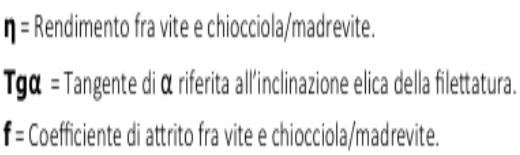 η = Rendimento fra vite e chiocciola/madrevite.
Tgα = Tangente di α riferita all'inclinazione elica della filettatura.
f = Coefficiente di attrito fra vite e chiocciola/madrevite.